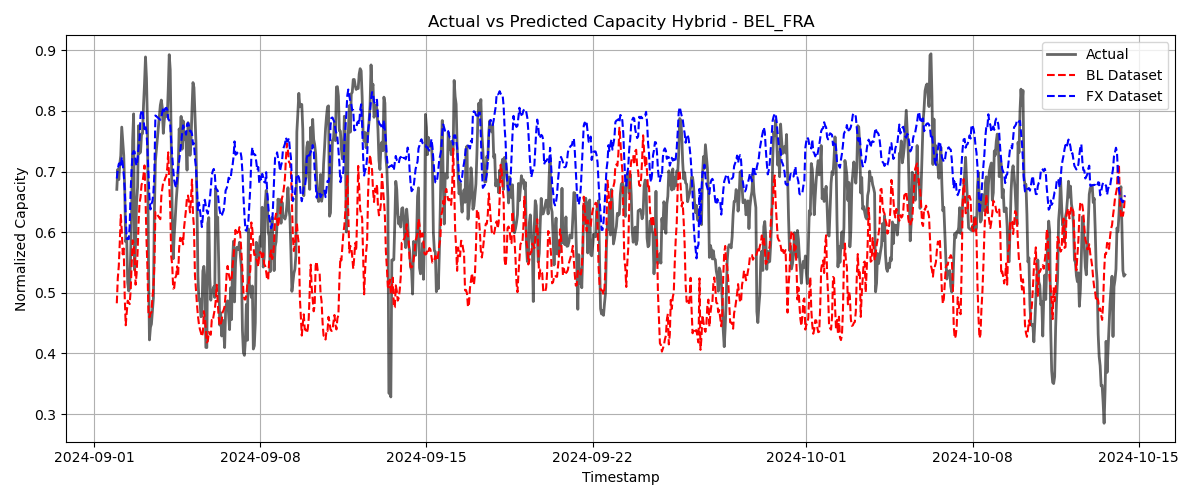 Actual vs Predicted Capacity Hybrid - BEL_FRA
Actual
BL Dataset
FX Dataset
Normalized Capacity
0.9
0.8
0.7
0.6
0.5
0.4
0.3
2024-09-01 2024-09-08 2024-09-15 2024-09-22 2024-10-01 2024-10-08 2024-10-15
Timestamp